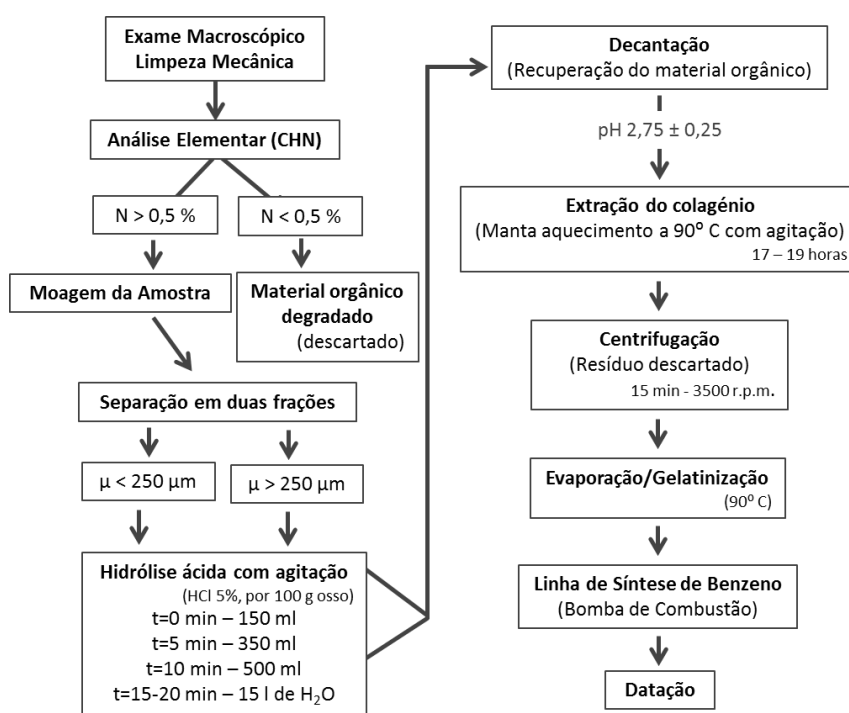 Exame Macroscópico
Limpeza Mecânica
Análise Elementar (CHN)
N > 0,5 %
N < 0,5 %
Moagem da Amostra
Material orgânico
degradado
(descartado)
Separação em duas frações
µ < 250 µm
µ > 250 µm
Hidrólise ácida com agitação
(HCl 5%, por 100 g osso)
t=0 min – 150 ml
t=5 min – 350 ml
t=10 min – 500 ml
t=15-20 min – 15 l de H₂O
Decantação
(Recuperação do material orgânico)
pH 2,75 ± 0,25
Extração do colagénio
(Manta aquecimento a 90º C com agitação)
17 – 19 horas
Centrifugação
(Resíduo descartado)
15 min - 3500 r.p.m.
Evaporação/Gelatinização
(90º C)
Linha de Síntese de Benzeno
(Bomba de Combustão)
Datação